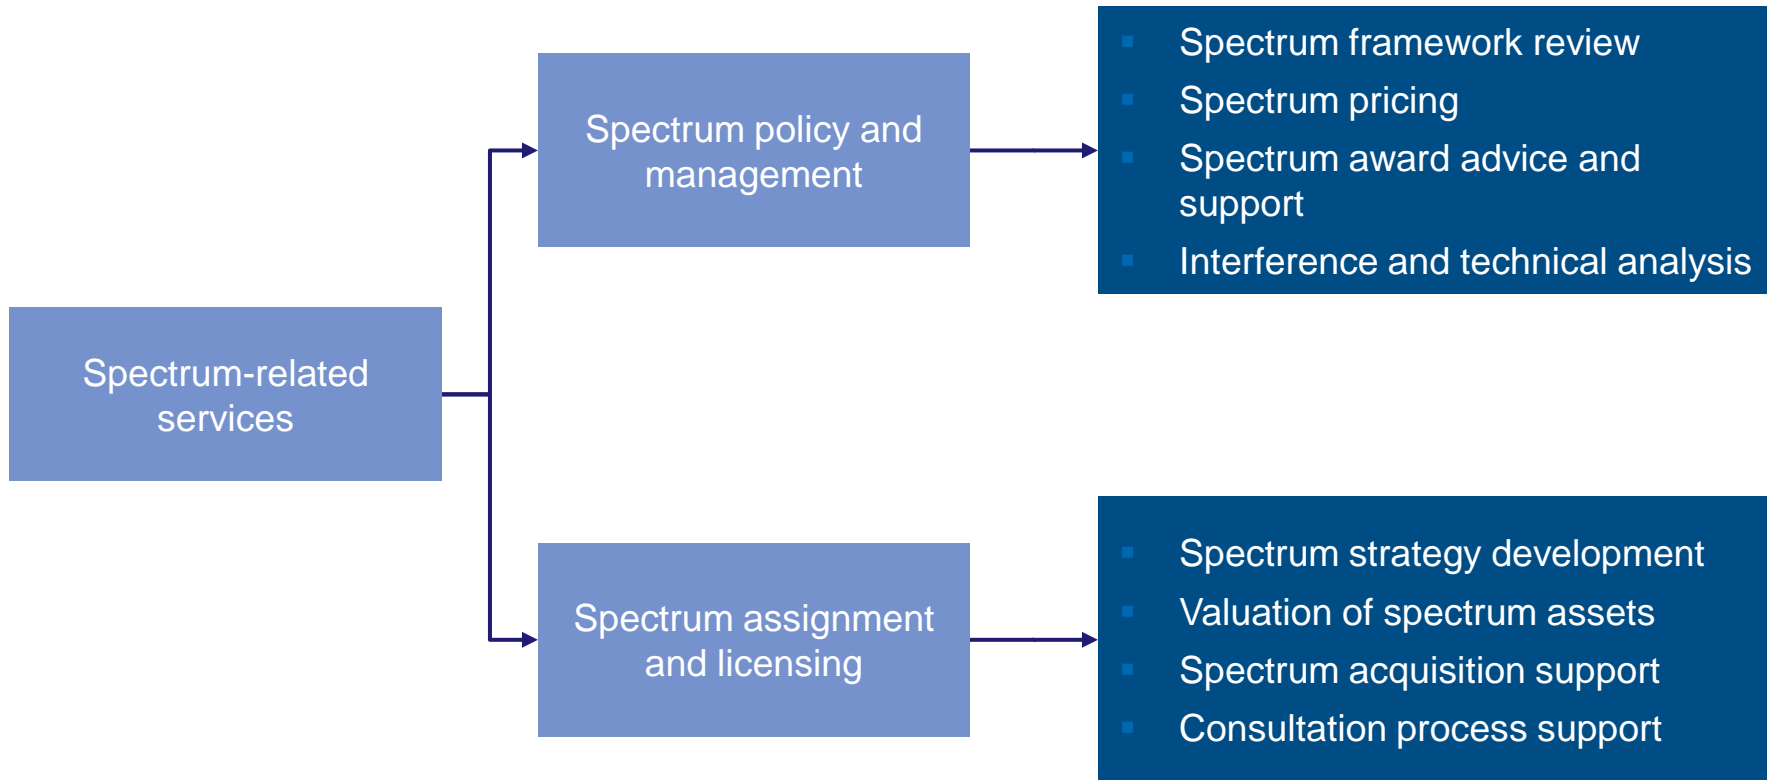 Spectrum framework review
Spectrum pricing
Spectrum award advice and
support
Interference and technical analysis
Spectrum policy and
management
Spectrum-related
services
Spectrum assignment
and licensing
Spectrum strategy development
Valuation of spectrum assets
Spectrum acquisition support
Consultation process support